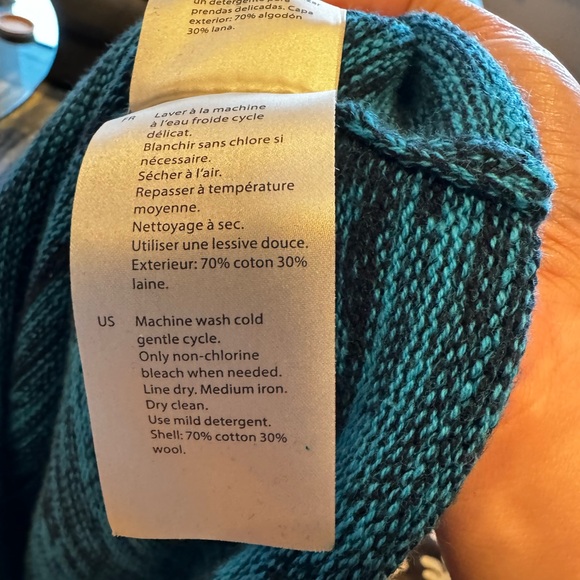 un detergente para
prendas delicadas. Capa
exterior: 70% algodón
30% lana.
FR Laver à la machine
à l'eau froide cycle
délicat.
Blanchir sans chlore si
nécessaire.
Sécher à l'air.
Repasser à température
moyenne.
Nettoyage à sec.
Utiliser une lessive douce.
Exterieur: 70% coton 30%
laine.
US Machine wash cold
gentle cycle.
Only non-chlorine
bleach when needed.
Line dry. Medium iron.
Dry clean.
Use mild detergent.
Shell: 70% cotton 30%
wool.